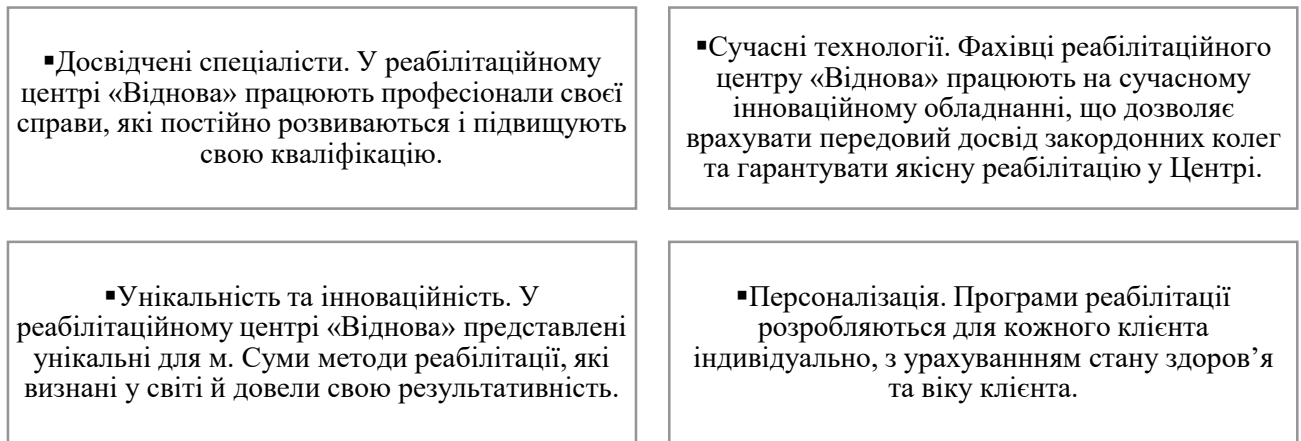 ▪Досвідчені спеціалісти. У реабілітаційному
центрі «Віднова» працюють професіонали своєї
справи, які постійно розвиваються і підвищують
свою кваліфікацію.
▪Сучасні технології. Фахівці реабілітаційного
центру «Віднова» працюють на сучасному
інноваційному обладнанні, що дозволяє
врахувати передовий досвід закордонних колег
та гарантувати якісну реабілітацію у Центрі.
▪Унікальність та інноваційність. У
реабілітаційному центрі «Віднова» представлені
унікальні для м. Суми методи реабілітації, які
визнані у світі й довели свою результативність.
▪Персоналізація. Програми реабілітації
розробляються для кожного клієнта
індивідуально, з урахуваннням стану здоров’я
та віку клієнта.